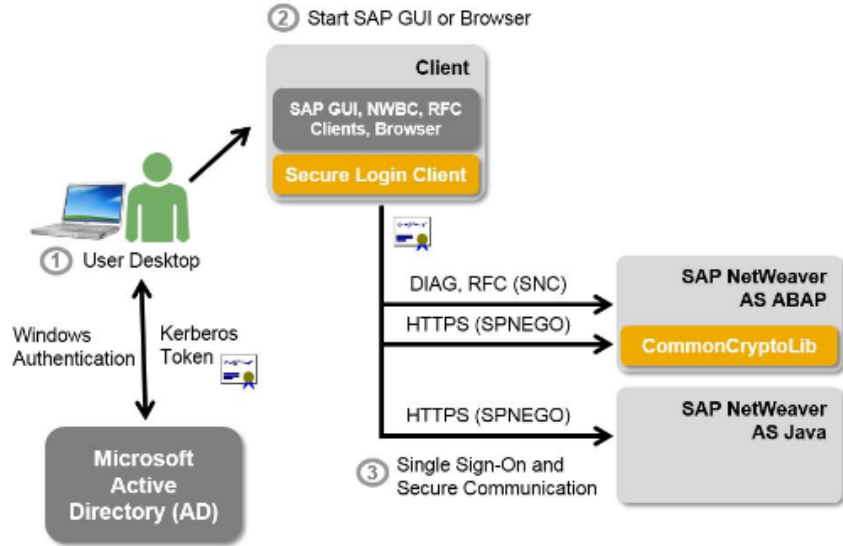 2 Start SAP GUI or Browser
Client
SAP GUI, NWBC, RFC
Clients, Browser
Secure Login Client
1 User Desktop
Windows
Authentication
Kerberos
Token
Microsoft
Active
Directory (AD)
DIAG, RFC (SNC)
HTTPS (SPNEGO)
SAP NetWeaver
AS ABAP
CommonCryptoLib
HTTPS (SPNEGO)
SAP NetWeaver
AS Java
3 Single Sign-On and
Secure Communication